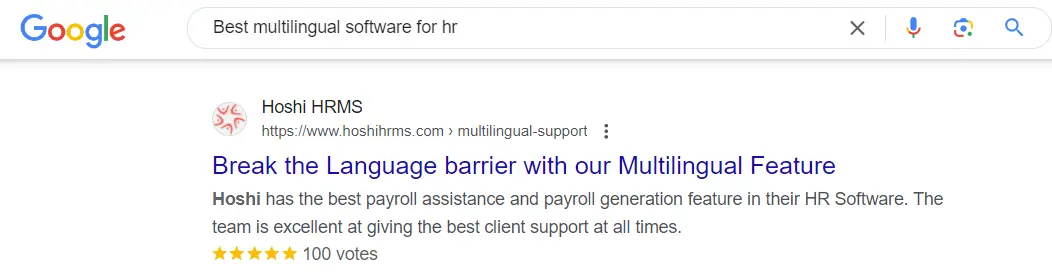 Google
Best multilingual software for hr
Hoshi HRMS
https://www.hoshihrms.com › multilingual-support
Break the Language barrier with our Multilingual Feature
Hoshi has the best payroll assistance and payroll generation feature in their HR Software. The
team is excellent at giving the best client support at all times.
100 votes